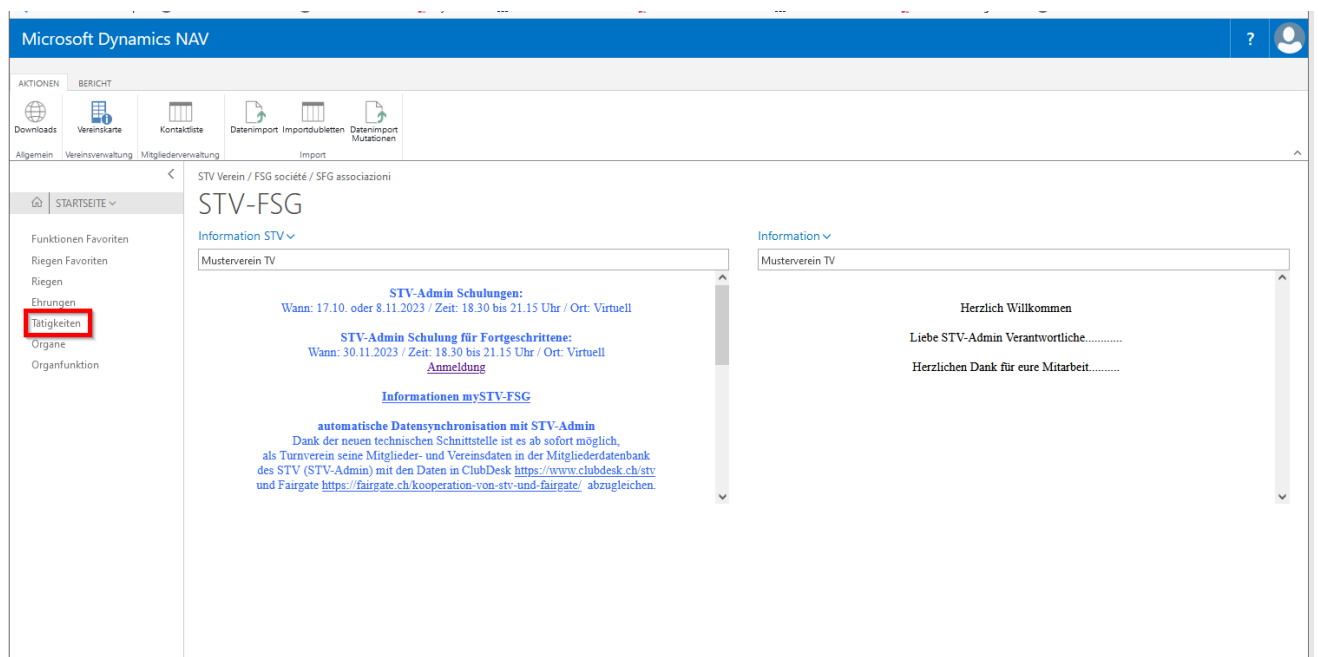 Microsoft Dynamics NAV
?
AKTIONEN BERICHT
Downloads Vereinskarte Kontaktliste Datenimport Importdubletten Datenimport
Mutationen
Allgemein Vereinsverwaltung Mitgliederverwaltung Import
STARTSEITE
Funktionen Favoriten
Riegen Favoriten
Riegen
Ehrungen
Tätigkeiten
Organe
Organfunktion
STV Verein / FSG société / SFG associazioni
STV-FSG
Information STV
Musterverein TV
STV-Admin Schulungen:
Wann: 17.10. oder 8.11.2023 / Zeit: 18.30 bis 21.15 Uhr / Ort: Virtuell
STV-Admin Schulung für Fortgeschrittene:
Wann: 30.11.2023 / Zeit: 18.30 bis 21.15 Uhr / Ort: Virtuell
Anmeldung
Informationen mySTV-FSG
automatische Datensynchronisation mit STV-Admin
Dank der neuen technischen Schnittstelle ist es ab sofort möglich,
als Turnverein seine Mitglieder- und Vereinsdaten in der Mitgliederdatenbank
des STV (STV-Admin) mit den Daten in ClubDesk https://www.clubdesk.ch/stv
und Fairgate https://fairgate.ch/kooperation-von-stv-und-fairgate/ abzugleichen.
Information
Musterverein TV
Herzlich Willkommen
Liebe STV-Admin Verantwortliche............
Herzlichen Dank für eure Mitarbeit..........